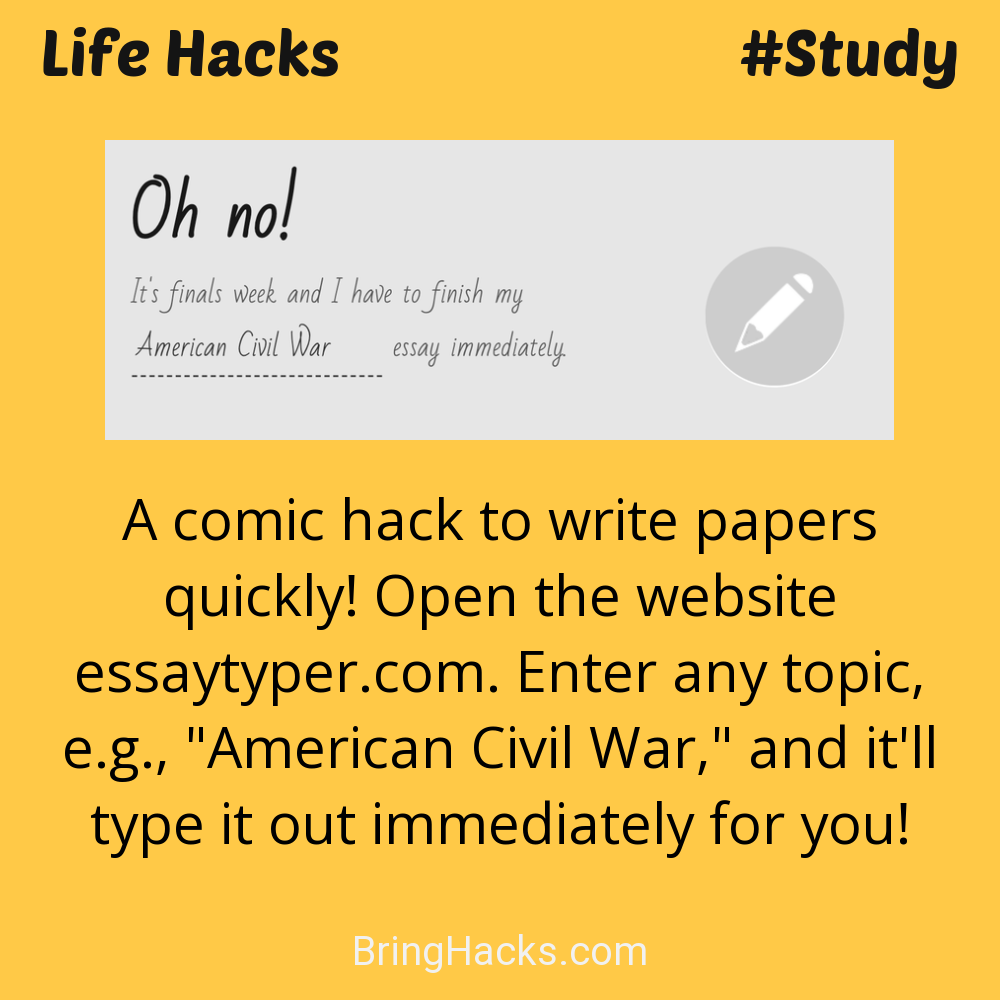 Life Hacks
#Study
Oh no!
It's finals week and I have to finish my
American Civil War essay immediately.
A comic hack to write papers
quickly! Open the website
essaytyper.com. Enter any topic,
e.g., "American Civil War," and it'll
type it out immediately for you!
BringHacks.com